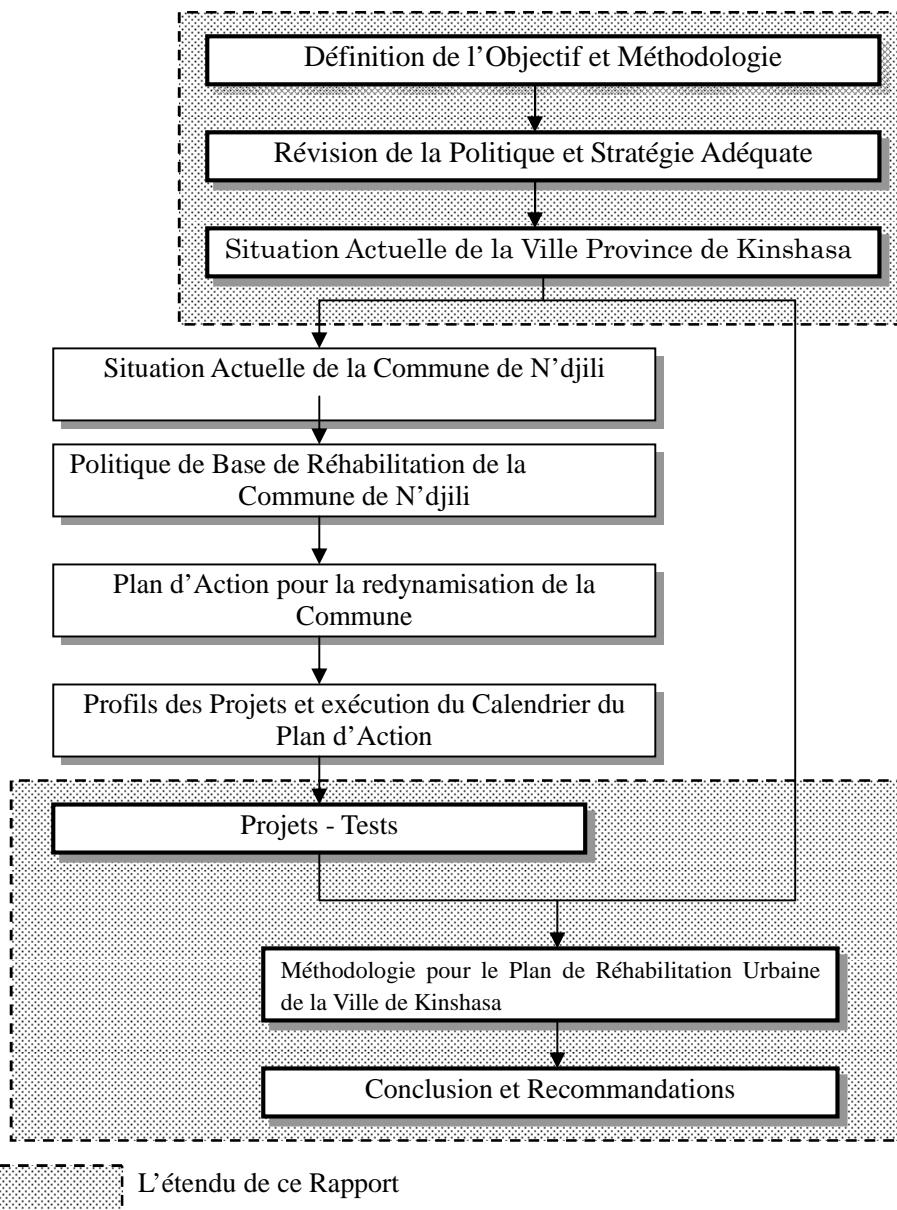 Définition de l'Objectif et Méthodologie
Révision de la Politique et Stratégie Adéquate
Situation Actuelle de la Ville Province de Kinshasa
Situation Actuelle de la Commune de N'djili
Politique de Base de Réhabilitation de la
Commune de N'djili
Plan d'Action pour la redynamisation de la
Commune
Profils des Projets et exécution du Calendrier du
Plan d'Action
Projets - Tests
Méthodologie pour le Plan de Réhabilitation Urbaine
de la Ville de Kinshasa
Conclusion et Recommandations
L'étendu de ce Rapport